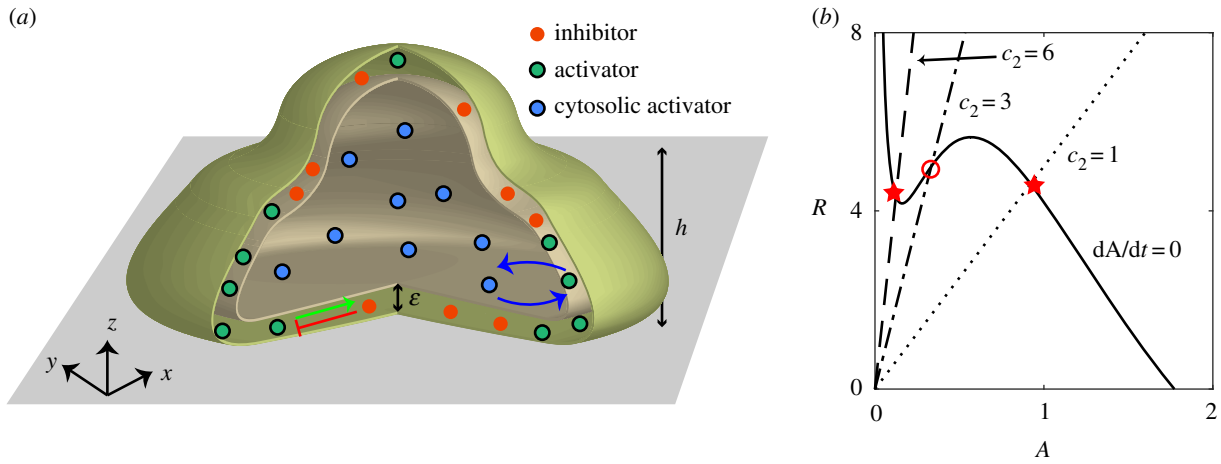 (a)
inhibitor
activator
cytosolic activator
h
ε
z
y
x
(b)
8
c₂=6
c₂=3
c₂=1
R
4
dA/dt=0
0
0
1
2
A